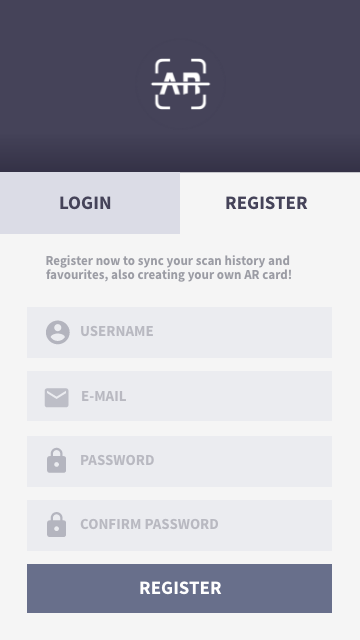 AR
LOGIN
REGISTER
Register now to sync your scan history and
favourites, also creating your own AR card!
USERNAME
E-MAIL
PASSWORD
CONFIRM PASSWORD
REGISTER